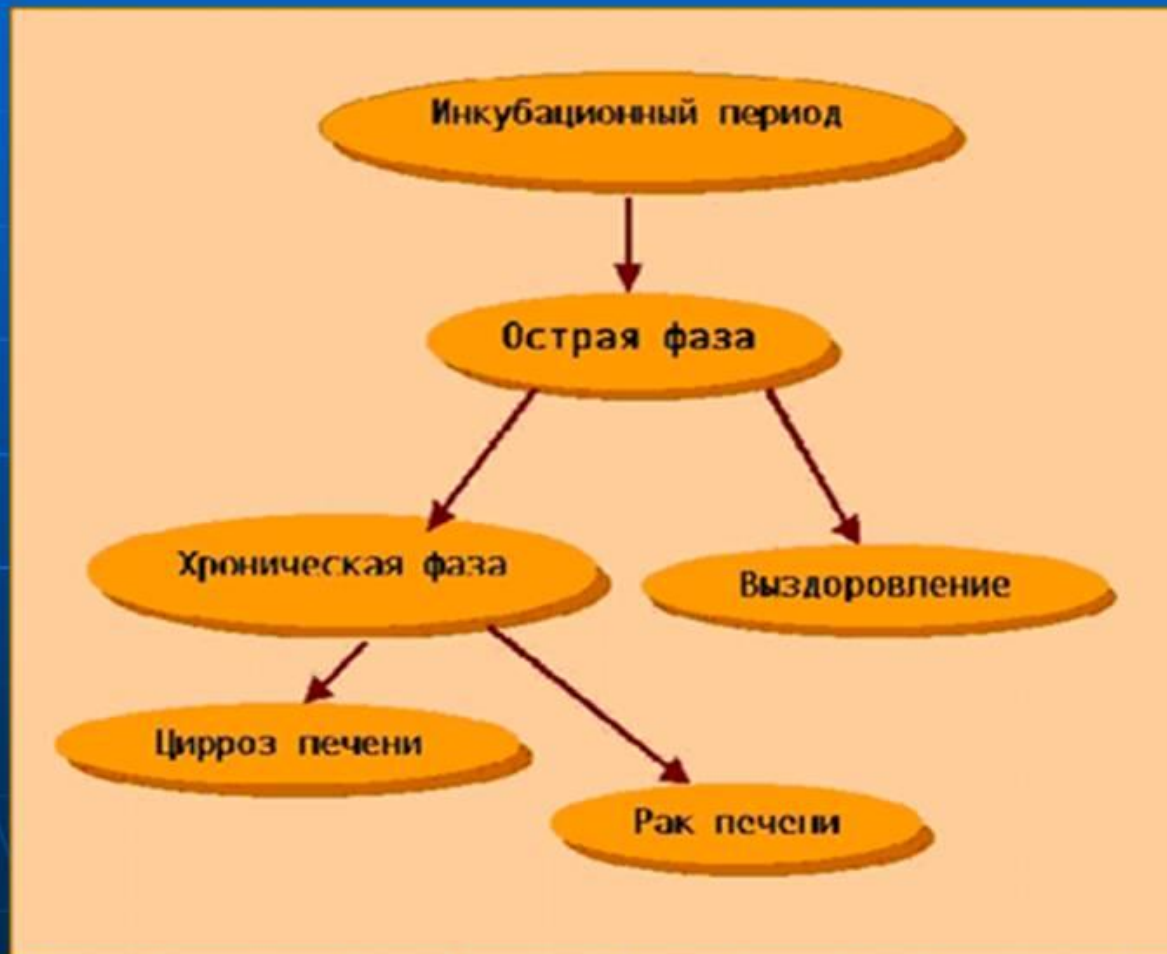 Инкубационный период
Острая фаза
Хроническая фаза
Выздоровление
Цирроз печени
Рак печени